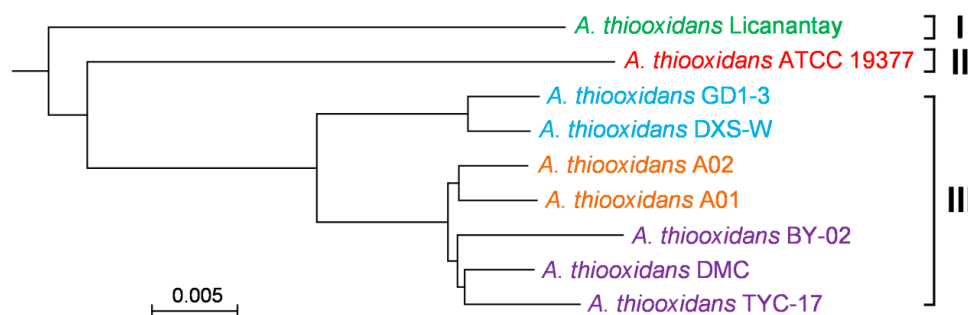 A. thiooxidans Licanantay I
A. thiooxidans ATCC 19377 II
A. thiooxidans GD1-3
A. thiooxidans DXS-W
A. thiooxidans A02
A. thiooxidans A01 III
A. thiooxidans BY-02
A. thiooxidans DMC
A. thiooxidans TYC-17
0.005